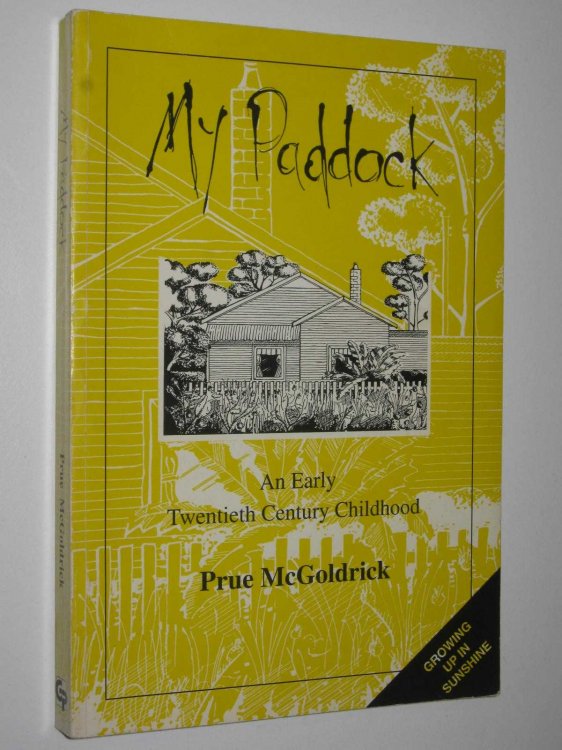 My Paddock
An Early
Twentieth Century Childhood
Prue McGoldrick
GROWING
UP IN
SUNSHINE
My Paddock
Prue McGoldrick